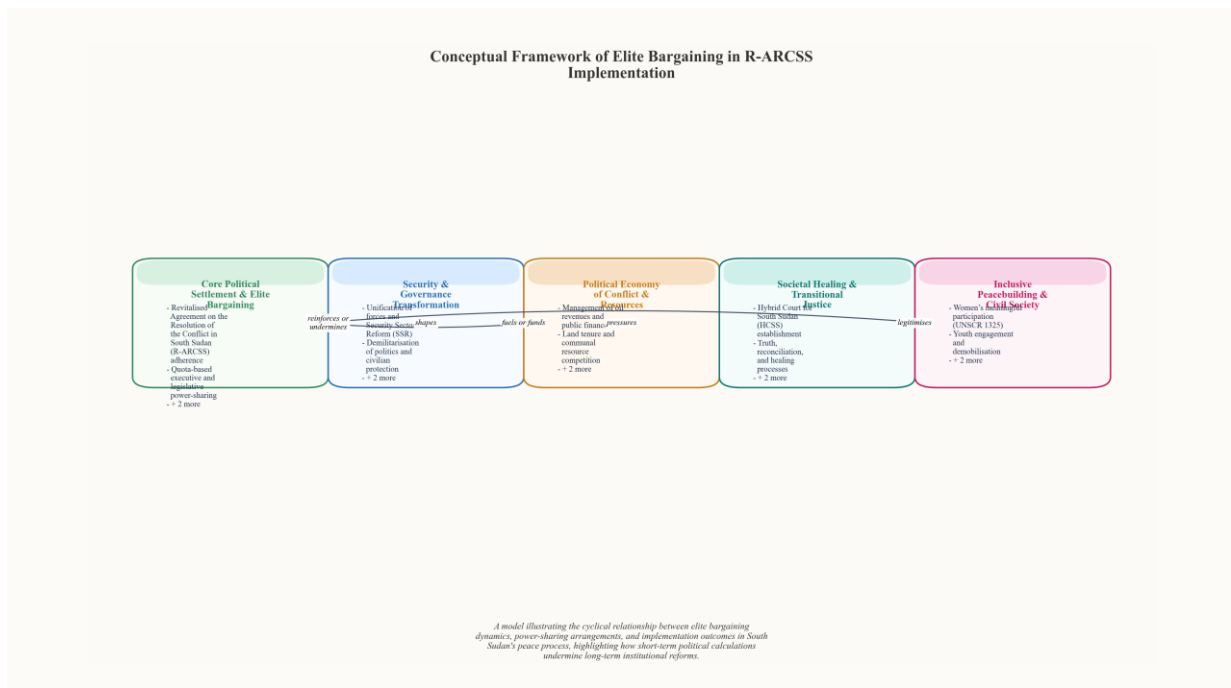 Conceptual Framework of Elite Bargaining in R-ARCSS
Implementation
Core Political
Settlement & Elite
Bargaining
- Revitalised
Agreement on the
Resolution of
the Conflict in
South Sudan
(R-ARCSS)
adherence
- Quota-based
executive and
legislative
power-sharing
- + 2 more
reinforces or
undermines
Security &
Governance
Transformation
- Unification of
forces and
Security Sector
Reform (SSR)
- Demilitarisation
of politics and
civilian
protection
- + 2 more
shapes
fuels or funds
Political Economy
of Conflict &
Resources
- Management of oil
revenues and
public finance
- Land tenure and
communal
resource
competition
- + 2 more
pressures
Societal Healing &
Transitional
Justice
- Hybrid Court for
South Sudan
(HCSS)
establishment
- Truth,
reconciliation,
and healing
processes
- + 2 more
legitimises
Inclusive
Peacebuilding &
Civil Society
- Women's meaningful
participation
(UNSCR 1325)
- Youth engagement
and
demobilisation
- + 2 more
A model illustrating the cyclical relationship between elite bargaining
dynamics, power-sharing arrangements, and implementation outcomes in South
Sudan's peace process, highlighting how short-term political calculations
undermine long-term institutional reforms.